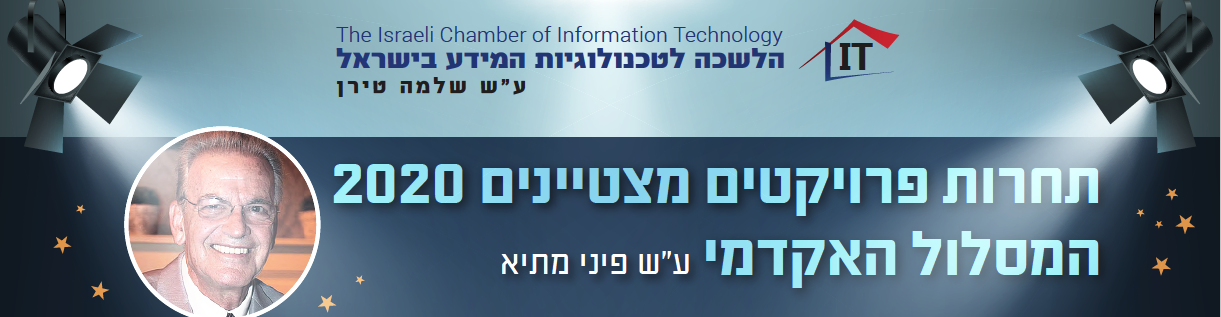 The Israeli Chamber of Information Technology
הלשכה לטכנולוגיות המידע בישראל
ע״ש שלמה טירן
IT
תחרות פרויקטים מצטיינים 2020
המסלול האקדמי ע״ש פיני מתיא